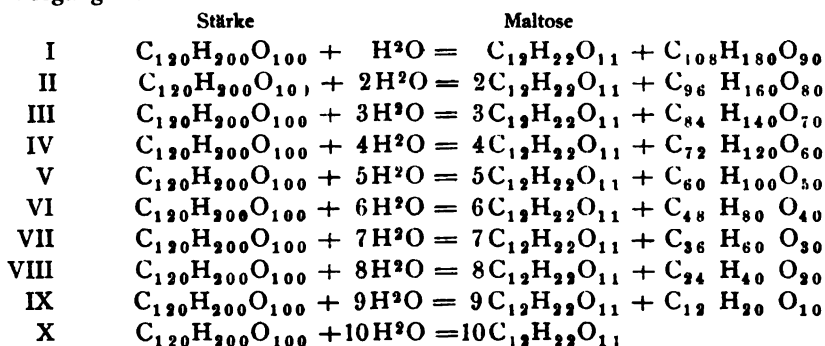 Stärke Maltose
I C₁₂₀H₂₀₀O₁₀₀ + H²O = C₁₂H₂₂O₁₁ + C₁₀₈H₁₈₀O₉₀
II C₁₂₀H₂₀₀O₁₀₎ + 2H²O = 2C₁₂H₂₂O₁₁ + C₉₆ H₁₆₀O₈₀
III C₁₂₀H₂₀₀O₁₀₀ + 3H²O = 3C₁₂H₂₂O₁₁ + C₈₄ H₁₄₀O₇₀
IV C₁₂₀H₂₀₀O₁₀₀ + 4H²O = 4C₁₂H₂₂O₁₁ + C₇₂ H₁₂₀O₆₀
V C₁₂₀H₂₀₀O₁₀₀ + 5H²O = 5C₁₂H₂₂O₁₁ + C₆₀ H₁₀₀O₅₀
VI C₁₂₀H₂₀₀O₁₀₀ + 6H²O = 6C₁₂H₂₂O₁₁ + C₄₈ H₈₀ O₄₀
VII C₁₂₀H₂₀₀O₁₀₀ + 7H²O = 7C₁₂H₂₂O₁₁ + C₃₆ H₆₀ O₃₀
VIII C₁₂₀H₂₀₀O₁₀₀ + 8H²O = 8C₁₂H₂₂O₁₁ + C₂₄ H₄₀ O₂₀
IX C₁₂₀H₂₀₀O₁₀₀ + 9H²O = 9C₁₂H₂₂O₁₁ + C₁₂ H₂₀ O₁₀
X C₁₂₀H₂₀₀O₁₀₀ +10H²O =10C₁₂H₂₂O₁₁